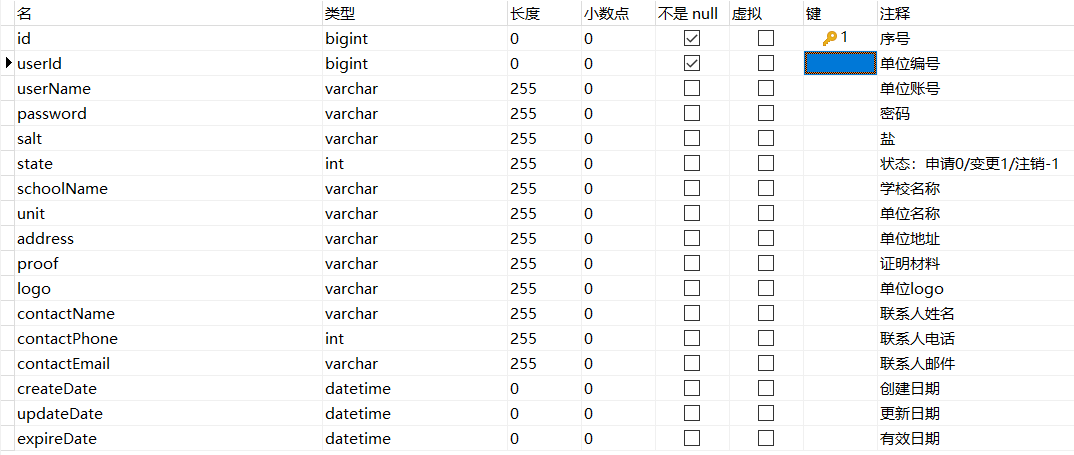 名 类型 长度 小数点 不是 null 虚拟 键 注释
id bigint 0 0 1 序号
userId bigint 0 0 单位编号
userName varchar 255 0 单位账号
password varchar 255 0 密码
salt varchar 255 0 盐
state int 255 0 状态：申请0/变更1/注销-1
schoolName varchar 255 0 学校名称
unit varchar 255 0 单位名称
address varchar 255 0 单位地址
proof varchar 255 0 证明材料
logo varchar 255 0 单位logo
contactName varchar 255 0 联系人姓名
contactPhone int 255 0 联系人电话
contactEmail varchar 255 0 联系人邮件
createDate datetime 0 0 创建日期
updateDate datetime 0 0 更新日期
expireDate datetime 0 0 有效日期